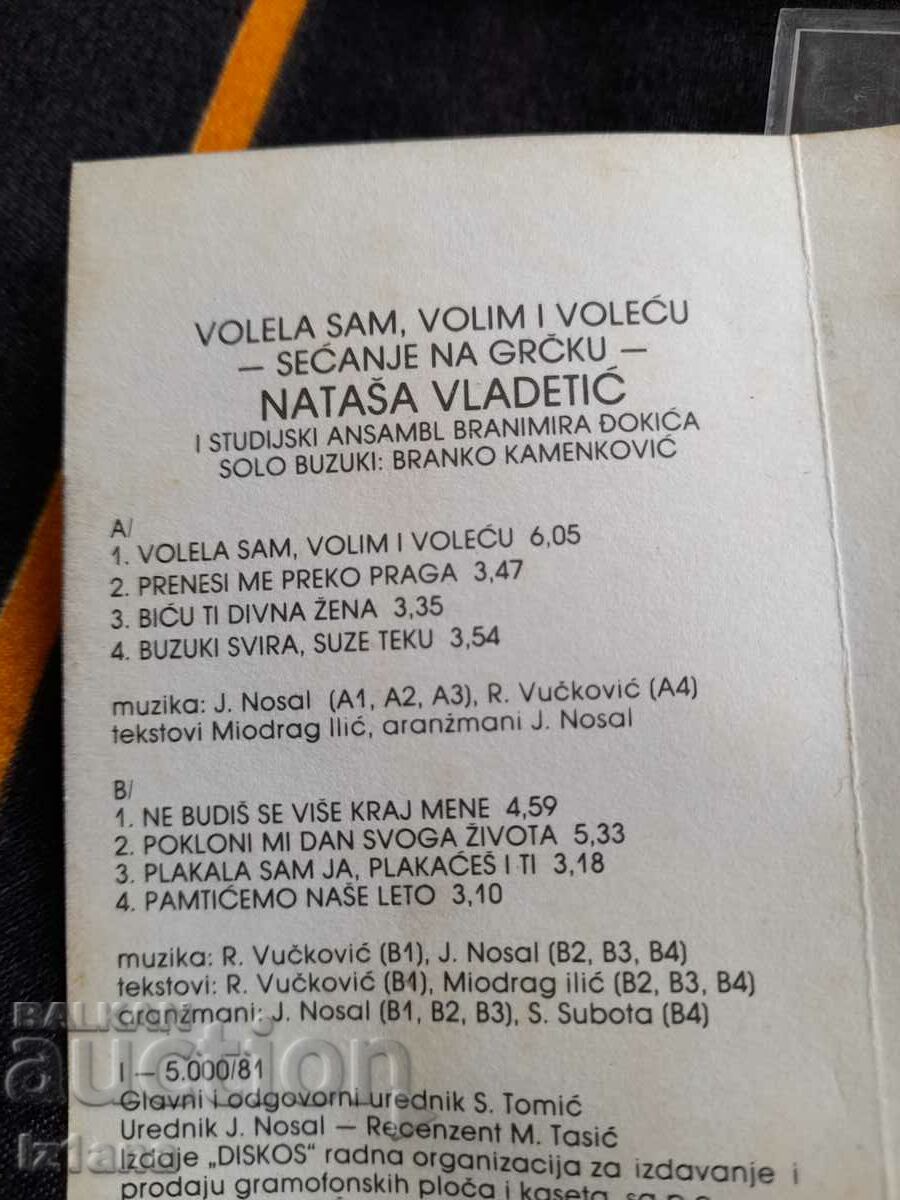 VOLELA SAM, VOLIM I VOLEĆU
— SEĆANJE NA GRČKU —
NATAŠA VLADETIĆ
I STUDIJSKI ANSAMBL BRANIMIRA ĐOKIĆA
SOLO BUZUKI: BRANKO KAMENKOVIĆ
A/
1. VOLELA SAM, VOLIM I VOLEĆU 6,05
2. PRENESI ME PREKO PRAGA 3,47
3. BIĆU TI DIVNA ŽENA 3,35
4. BUZUKI SVIRA, SUZE TEKU 3,54
muzika: J. Nosal (A1, A2, A3), R. Vučković (A4)
tekstovi Miodrag Ilić, aranžmani J. Nosal
B/
1. NE BUDIŠ SE VIŠE KRAJ MENE 4,59
2. POKLONI MI DAN SVOGA ŽIVOTA 5,33
3. PLAKALA SAM JA, PLAKAĆEŠ I TI 3,18
4. PAMTIĆEMO NAŠE LETO 3,10
muzika: R. Vučković (B1), J. Nosal (B2, B3, B4)
tekstovi: R. Vučković (B1), Miodrag ilić (B2, B3, B4)
aranžmani: J. Nosal (B1, B2, B3), S. Subota (B4)
BALKAN
auction
I — 5.000/81
Glavni i odgovorni urednik S. Tomić
Urednik J. Nosal — Recenzent M. Tasić
Izdaje „DISKOS" radna organizacija za izdavanje i
prodaju gramofonskih ploča i kaseta, sa p.o.
izdana